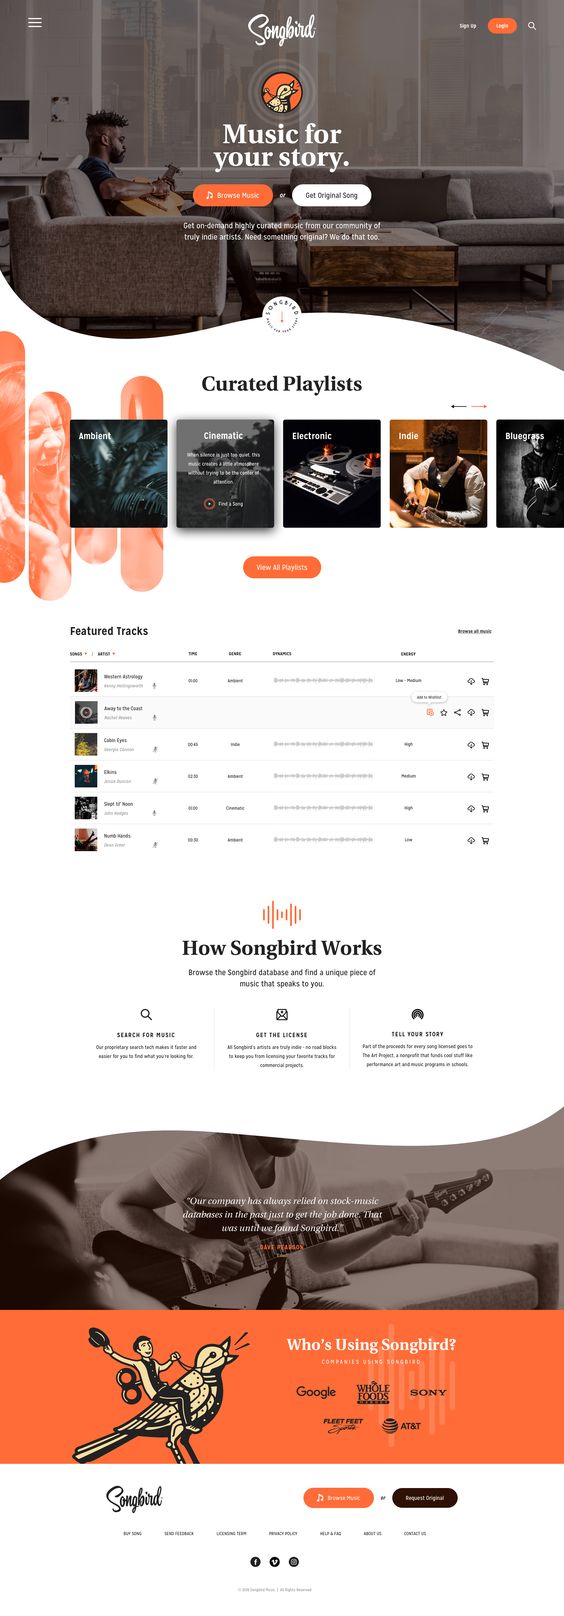 Songbird
Sign Up
Login
Music for
your story.
Browse Music
or
Get Original Song
Get on-demand highly curated music from our community of
truly indie artists. Need something original? We do that too.
SONGBIRD
Curated Playlists
Ambient
Cinematic
When silence is just too quiet, this
music creates a little atmosphere
without trying to be the center of
attention.
Find a Song
Electronic
Indie
Bluegrass
View All Playlists
Featured Tracks
Browse all music
SONGS | ARTIST TIME GENRE DYNAMICS ENERGY
Western Astrology
Kenny Hollingsworth
01:00 Ambient Low - Medium
Add to Wishlist
Away to the Coast
Rachel Reeves
Cabin Eyes
Georgia Cannon
00:45 Indie High
Elkins
Jessie Duncan
02:30 Ambient Medium
Slept til' Noon
John Hodges
01:00 Cinematic High
Numb Hands
Dean Greer
00:30 Ambient Low
How Songbird Works
Browse the Songbird database and find a unique piece of
music that speaks to you.
SEARCH FOR MUSIC
Our proprietary search tech makes it faster and
easier for you to find what you're looking for.
GET THE LICENSE
All Songbird's artists are truly indie - no road blocks
to keep you from licensing your favorite tracks for
commercial projects.
TELL YOUR STORY
Part of the proceeds for every song licensed goes to
The Art Project, a nonprofit that funds cool stuff like
performance art and music programs in schools.
"Our company has always relied on stock-music
databases in the past just to get the job done. That
was until we found Songbird."
DAVE PEARSON
Who's Using Songbird?
COMPANIES USING SONGBIRD
Google
WHOLE
FOODS
MARKET
SONY
FLEET FEET
Sports
AT&T
Songbird
Browse Music
or
Request Original
BUY SONG SEND FEEDBACK LICENSING TERM PRIVACY POLICY HELP & FAQ ABOUT US CONTACT US
© 2018 Songbird Music. | All Rights Reserved